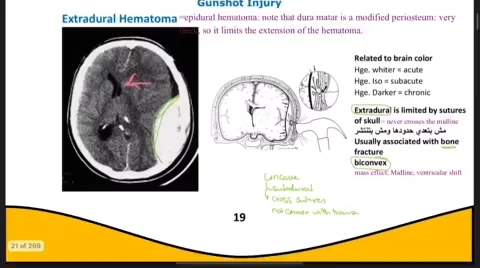 Gunshot Injury
Extradural Hematoma =epidural hematoma: note that dura matar is a modified periosteum: very
thick, so it limits the extension of the hematoma.
Related to brain color
Hge. whiter = acute
Hge. Iso = subacute
Hge. Darker = chronic
Extradural is limited by sutures
of skull – never crosses the midline
مش بتعدي حدودها ومش بتنتشر
Usually associated with bone
fracture
biconvex
mass effect: Midline, ventricular shift
Concave
subdural
cross sutures
not common with trauma
19
21 of 268